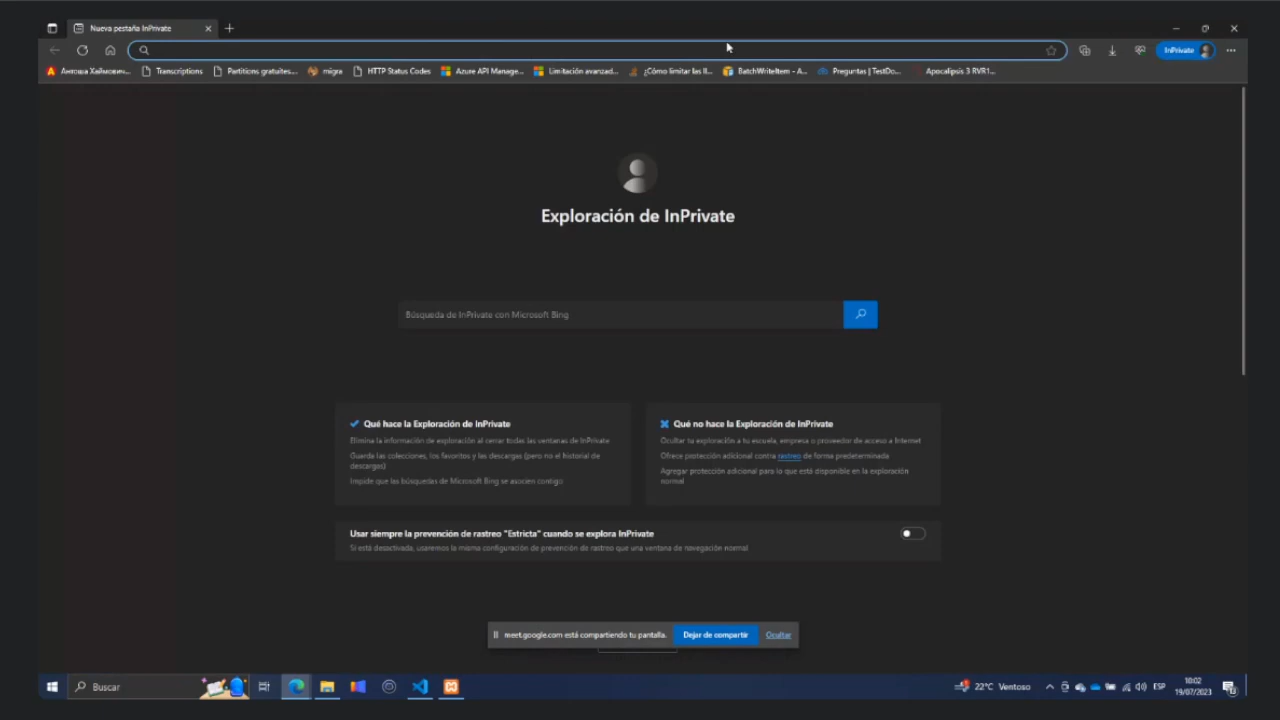 Nueva pestaña InPrivate
InPrivate
Антоша Хаймович... Transcriptions Partitions gratuites... migra HTTP Status Codes Azure API Manage... Limitación avanzad... ¿Cómo limitar las ll... BatchWriteItem - A... Preguntas | TestDo... Apocalipsis 3 RVR1...
Exploración de InPrivate
Búsqueda de InPrivate con Microsoft Bing
Qué hace la Exploración de InPrivate
Elimina la información de exploración al cerrar todas las ventanas de InPrivate
Guarda las colecciones, los favoritos y las descargas (pero no el historial de
descargas)
Impide que las búsquedas de Microsoft Bing se asocien contigo
Qué no hace la Exploración de InPrivate
Ocultar tu exploración a tu escuela, empresa o proveedor de acceso a Internet
Ofrece protección adicional contra rastreo de forma predeterminada
Agregar protección adicional para lo que está disponible en la exploración
normal
Usar siempre la prevención de rastreo "Estricta" cuando se explora InPrivate
Si está desactivada, usaremos la misma configuración de prevención de rastreo que una ventana de navegación normal
meet.google.com está compartiendo tu pantalla. Dejar de compartir Ocultar
Buscar
22°C Ventoso
ESP
10:02
19/07/2023